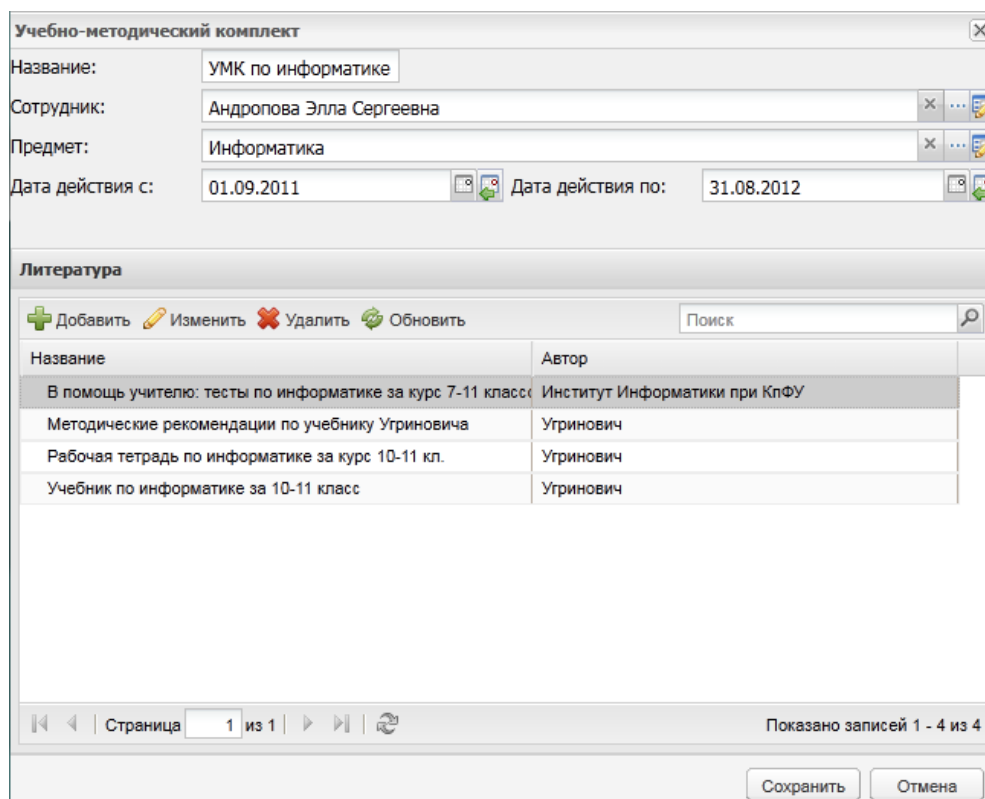 Учебно-методический комплект
Название: УМК по информатике
Сотрудник: Андропова Элла Сергеевна
Предмет: Информатика
Дата действия с: 01.09.2011 Дата действия по: 31.08.2012
Литература
Добавить Изменить Удалить Обновить Поиск
Название Автор
В помощь учителю: тесты по информатике за курс 7-11 классо Институт Информатики при КпФУ
Методические рекомендации по учебнику Угриновича Угринович
Рабочая тетрадь по информатике за курс 10-11 кл. Угринович
Учебник по информатике за 10-11 класс Угринович
Страница 1 из 1 Показано записей 1 - 4 из 4
Сохранить Отмена